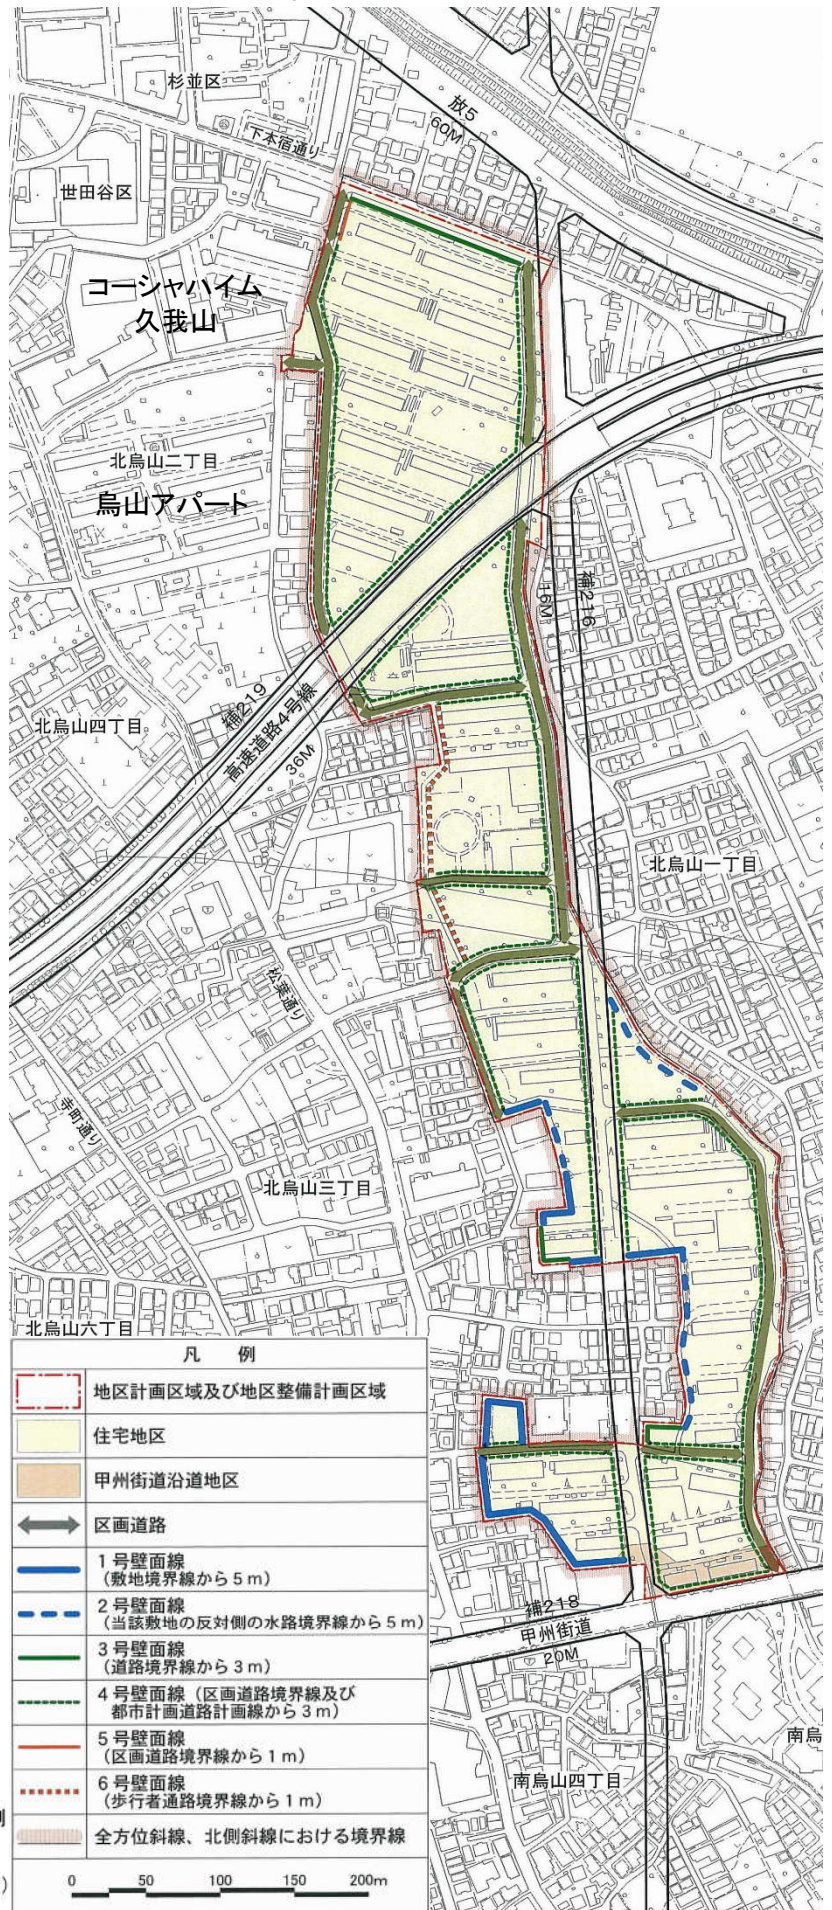 杉並区
放5
60M
下本宿通り
世田谷区
コーシャハイム
久我山
北烏山二丁目
烏山アパート
補216
16M
補219
高速道路4号線
36M
北烏山四丁目
北烏山一丁目
松葉通り
寺町通り
北烏山三丁目
北烏山六丁目
凡 例
地区計画区域及び地区整備計画区域
住宅地区
甲州街道沿道地区
区画道路
1号壁面線
(敷地境界線から5m)
2号壁面線
(当該敷地の反対側の水路境界線から5m)
3号壁面線
(道路境界線から3m)
4号壁面線(区画道路境界線及び
都市計画道路計画線から3m)
5号壁面線
(区画道路境界線から1m)
6号壁面線
(歩行者通路境界線から1m)
全方位斜線、北側斜線における境界線
0 50 100 150 200m
補218
甲州街道
20M
南烏山四丁目
南烏
)